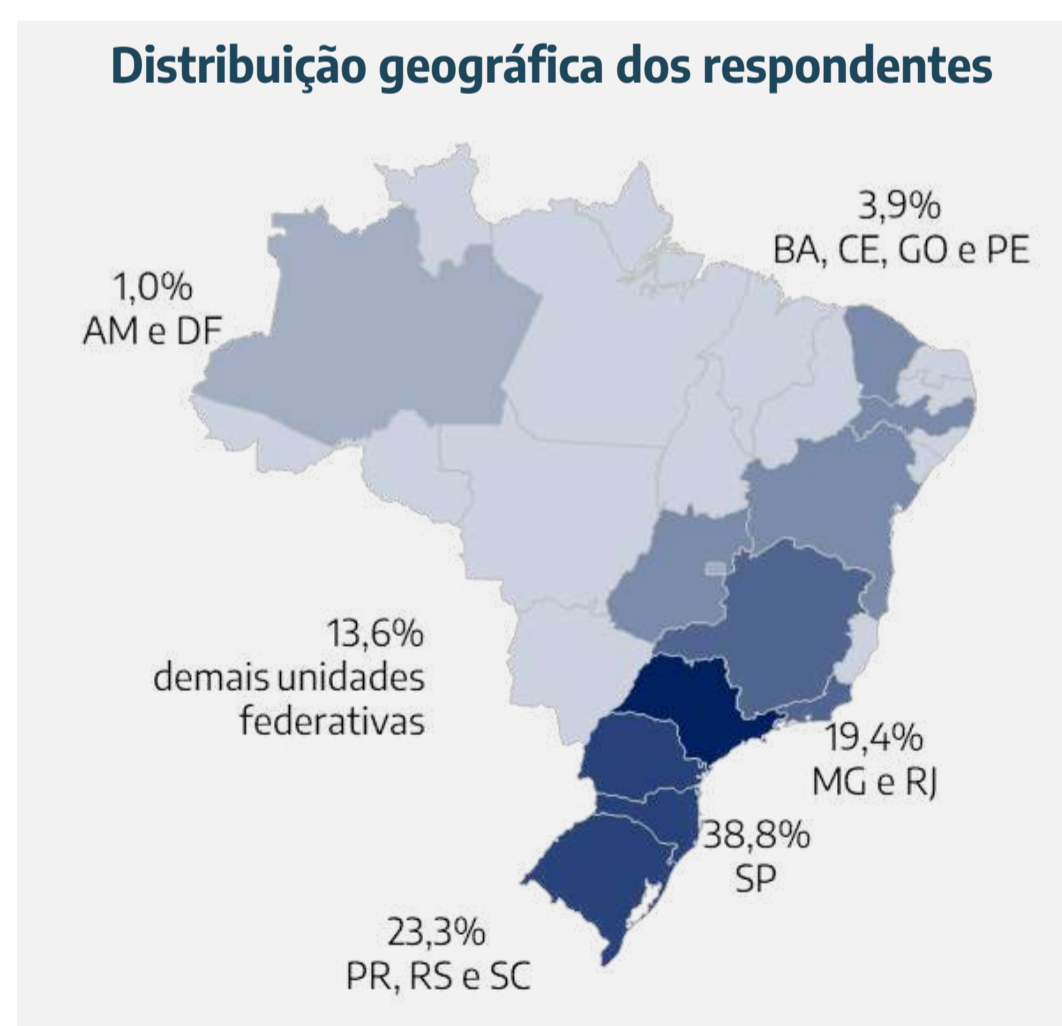 Distribuição geográfica dos respondentes
3,9%
BA, CE, GO e PE
1,0%
AM e DF
13,6%
demais unidades
federativas
19,4%
MG e RJ
38,8%
SP
23,3%
PR, RS e SC